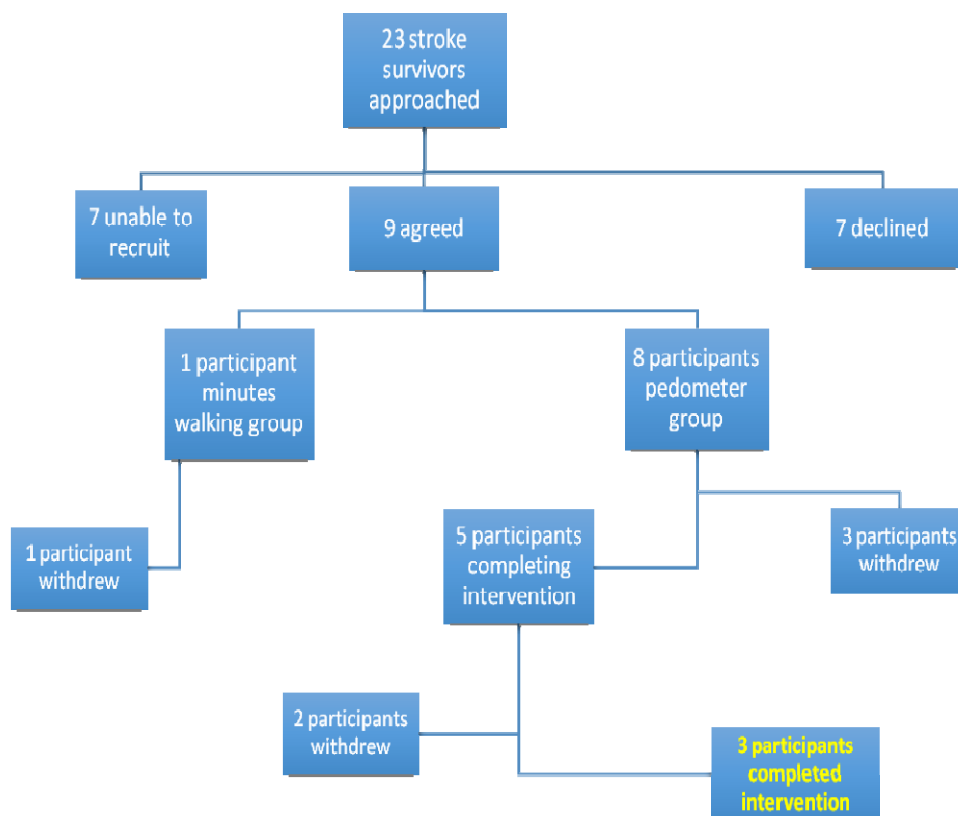 23 stroke
survivors
approached
7 unable to
recruit
9 agreed
7 declined
1 participant
minutes
walking group
8 participants
pedometer
group
1 participant
withdrew
5 participants
completing
intervention
3 participants
withdrew
2 participants
withdrew
3 participants
completed
intervention